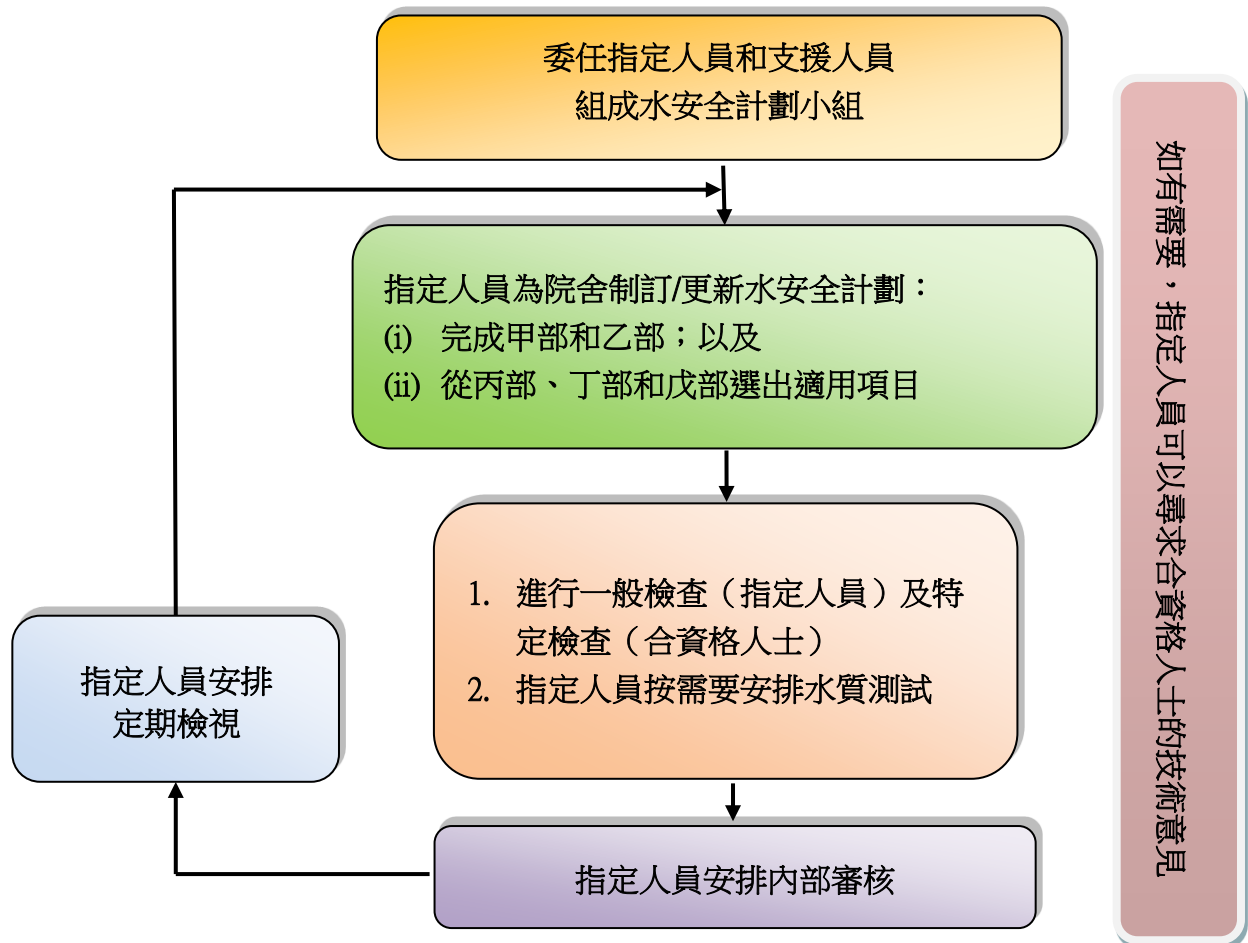 委任指定人員和支援人員
組成水安全計劃小組
指定人員為院舍制訂/更新水安全計劃：
(i) 完成甲部和乙部；以及
(ii) 從丙部、丁部和戊部選出適用項目
1. 進行一般檢查（指定人員）及特
定檢查（合資格人士）
2. 指定人員按需要安排水質測試
指定人員安排
定期檢視
指定人員安排內部審核
如有需要，指定人員可以尋求合資格人士的技術意見